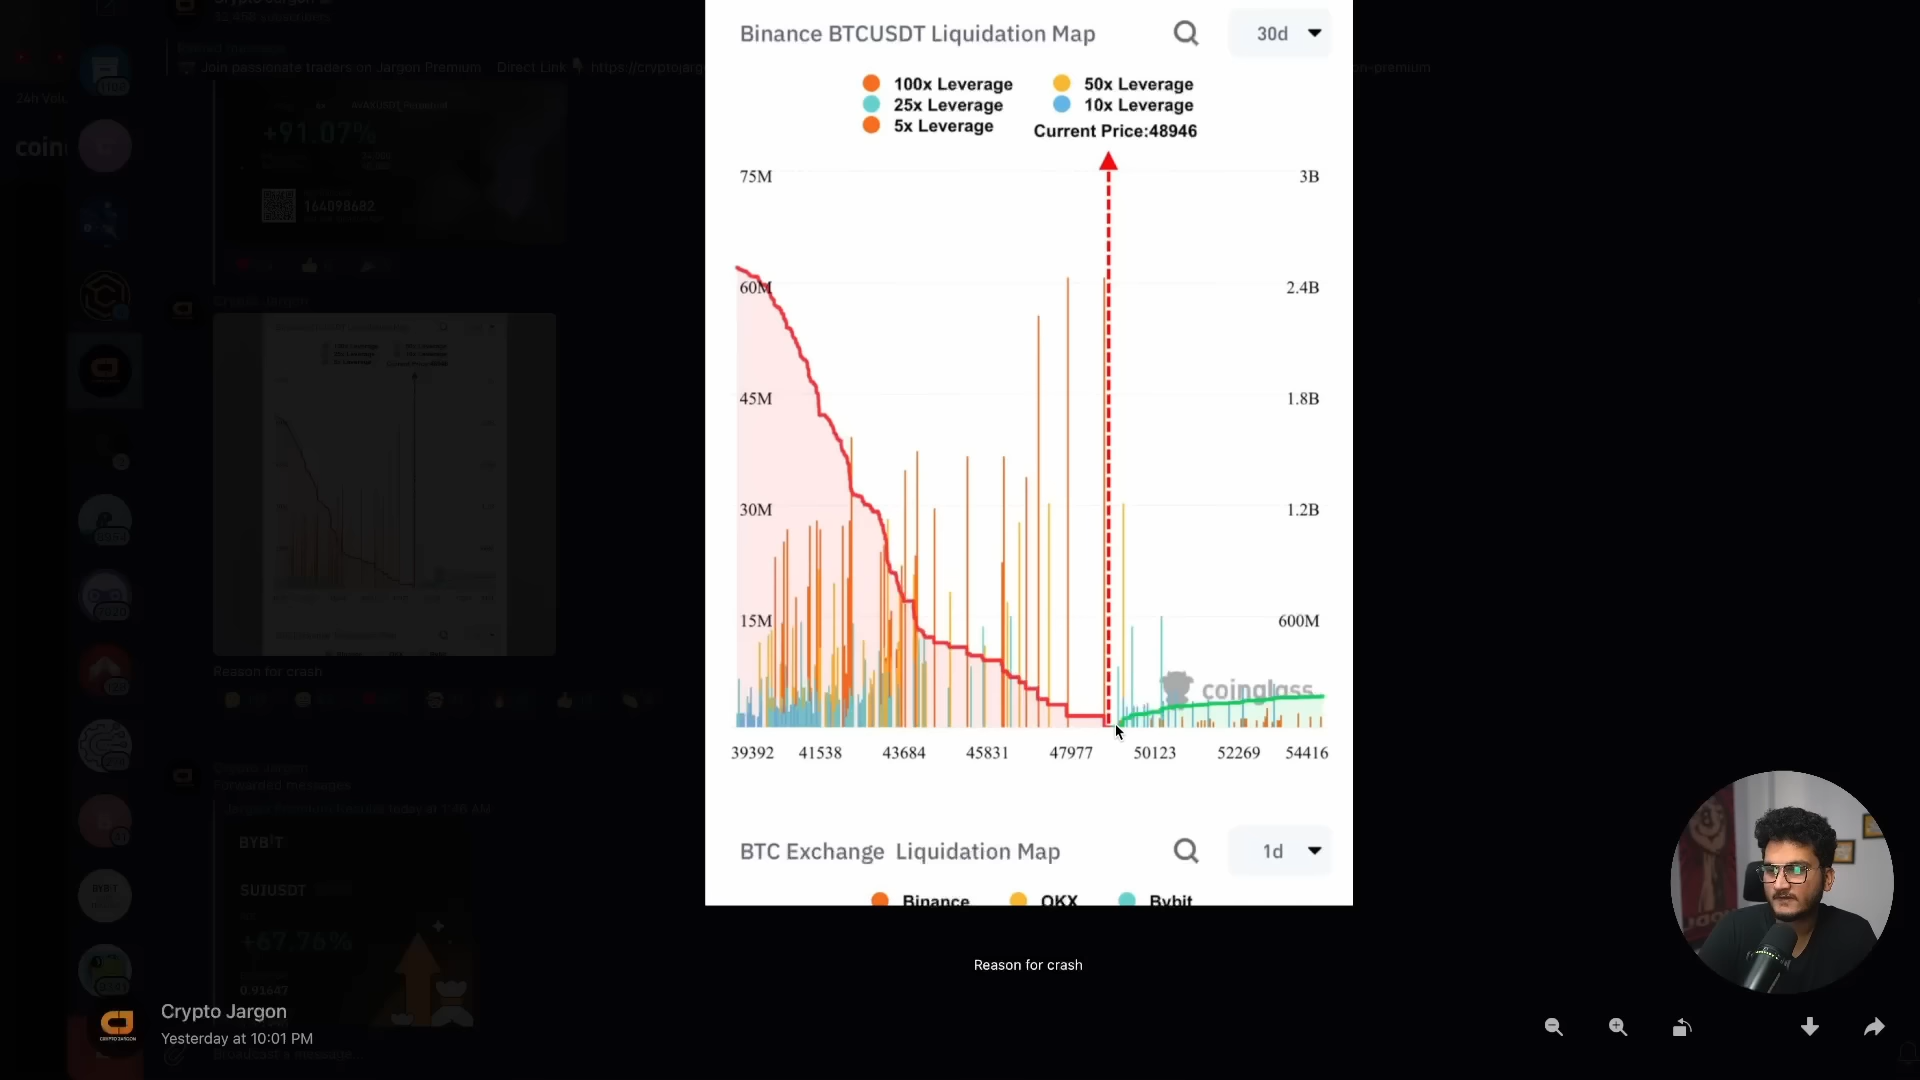 Join passionate traders on Jargon Premium
Direct Link
Binance BTCUSDT Liquidation Map
30d
100x Leverage
50x Leverage
25x Leverage
10x Leverage
5x Leverage
Current Price:48946
75M
3B
60M
2.4B
45M
1.8B
30M
1.2B
15M
600M
coinglass
39392
41538
43684
45831
47977
50123
52269
54416
BTC Exchange Liquidation Map
1d
Binance
OKX
Bybit
Reason for crash
+91.07%
164098682
Reason for crash
Forwarded messages
BYBIT
SUIUSDT
+67.76%
0.91647
Crypto Jargon
Yesterday at 10:01 PM
Broadcast a message...